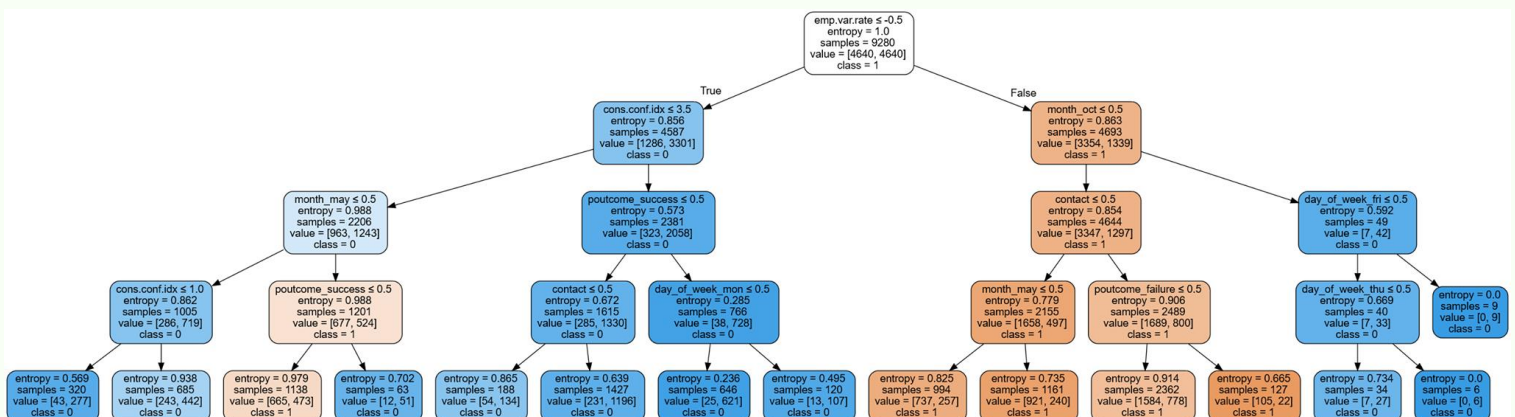 emp.var.rate ≤ -0.5
entropy = 1.0
samples = 9280
value = [4640, 4640]
class = 1
True
False
cons.conf.idx ≤ 3.5
entropy = 0.856
samples = 4587
value = [1286, 3301]
class = 0
month_oct ≤ 0.5
entropy = 0.863
samples = 4693
value = [3354, 1339]
class = 1
month_may ≤ 0.5
entropy = 0.988
samples = 2206
value = [963, 1243]
class = 0
poutcome_success ≤ 0.5
entropy = 0.573
samples = 2381
value = [323, 2058]
class = 0
contact ≤ 0.5
entropy = 0.854
samples = 4644
value = [3347, 1297]
class = 1
day_of_week_fri ≤ 0.5
entropy = 0.592
samples = 49
value = [7, 42]
class = 0
cons.conf.idx ≤ 1.0
entropy = 0.862
samples = 1005
value = [286, 719]
class = 0
poutcome_success ≤ 0.5
entropy = 0.988
samples = 1201
value = [677, 524]
class = 1
contact ≤ 0.5
entropy = 0.672
samples = 1615
value = [285, 1330]
class = 0
day_of_week_mon ≤ 0.5
entropy = 0.285
samples = 766
value = [38, 728]
class = 0
month_may ≤ 0.5
entropy = 0.779
samples = 2155
value = [1658, 497]
class = 1
poutcome_failure ≤ 0.5
entropy = 0.906
samples = 2489
value = [1689, 800]
class = 1
day_of_week_thu ≤ 0.5
entropy = 0.669
samples = 40
value = [7, 33]
class = 0
entropy = 0.0
samples = 9
value = [0, 9]
class = 0
entropy = 0.569
samples = 320
value = [43, 277]
class = 0
entropy = 0.938
samples = 685
value = [243, 442]
class = 0
entropy = 0.979
samples = 1138
value = [665, 473]
class = 1
entropy = 0.702
samples = 63
value = [12, 51]
class = 0
entropy = 0.865
samples = 188
value = [54, 134]
class = 0
entropy = 0.639
samples = 1427
value = [231, 1196]
class = 0
entropy = 0.236
samples = 646
value = [25, 621]
class = 0
entropy = 0.495
samples = 120
value = [13, 107]
class = 0
entropy = 0.825
samples = 994
value = [737, 257]
class = 1
entropy = 0.735
samples = 1161
value = [921, 240]
class = 1
entropy = 0.914
samples = 2362
value = [1584, 778]
class = 1
entropy = 0.665
samples = 127
value = [105, 22]
class = 1
entropy = 0.734
samples = 34
value = [7, 27]
class = 0
entropy = 0.0
samples = 6
value = [0, 6]
class = 0